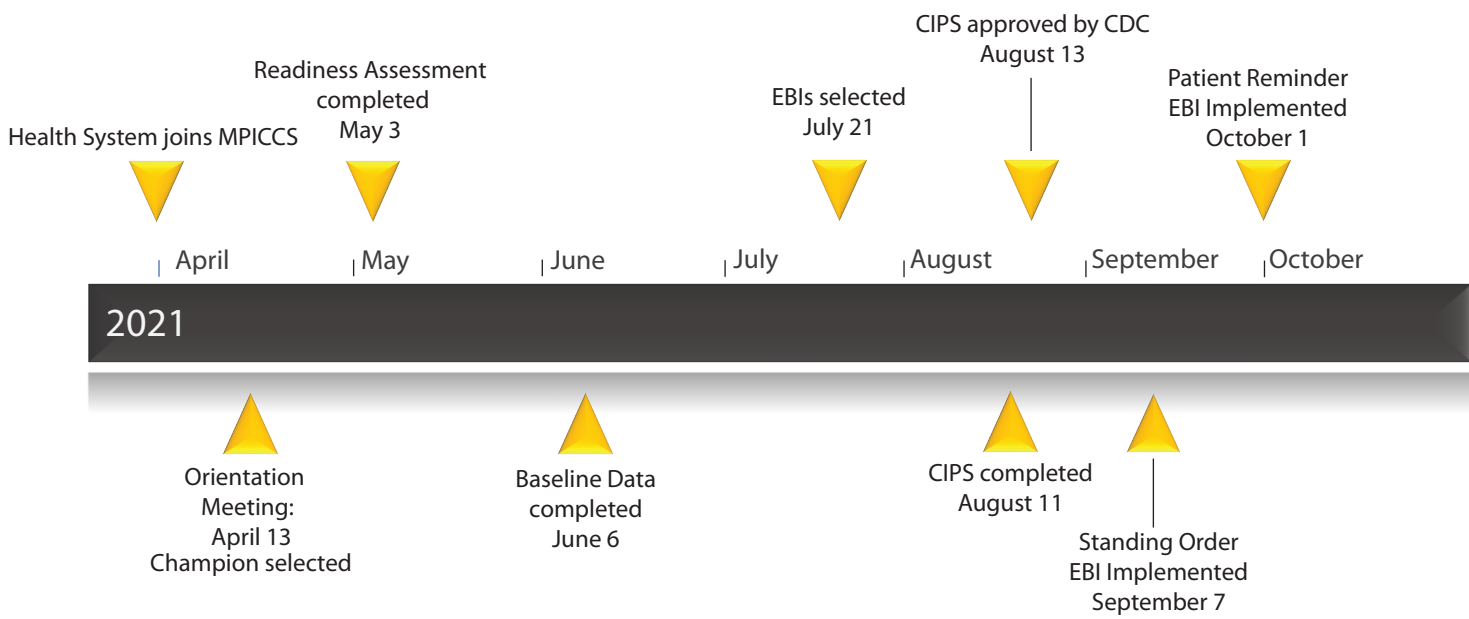 CIPS approved by CDC
August 13
Readiness Assessment
completed
May 3
EBIs selected
July 21
Patient Reminder
EBI Implemented
October 1
Health System joins MPICCS
April
May
June
July
August
September
October
2021
Orientation
Meeting:
April 13
Champion selected
Baseline Data
completed
June 6
CIPS completed
August 11
Standing Order
EBI Implemented
September 7